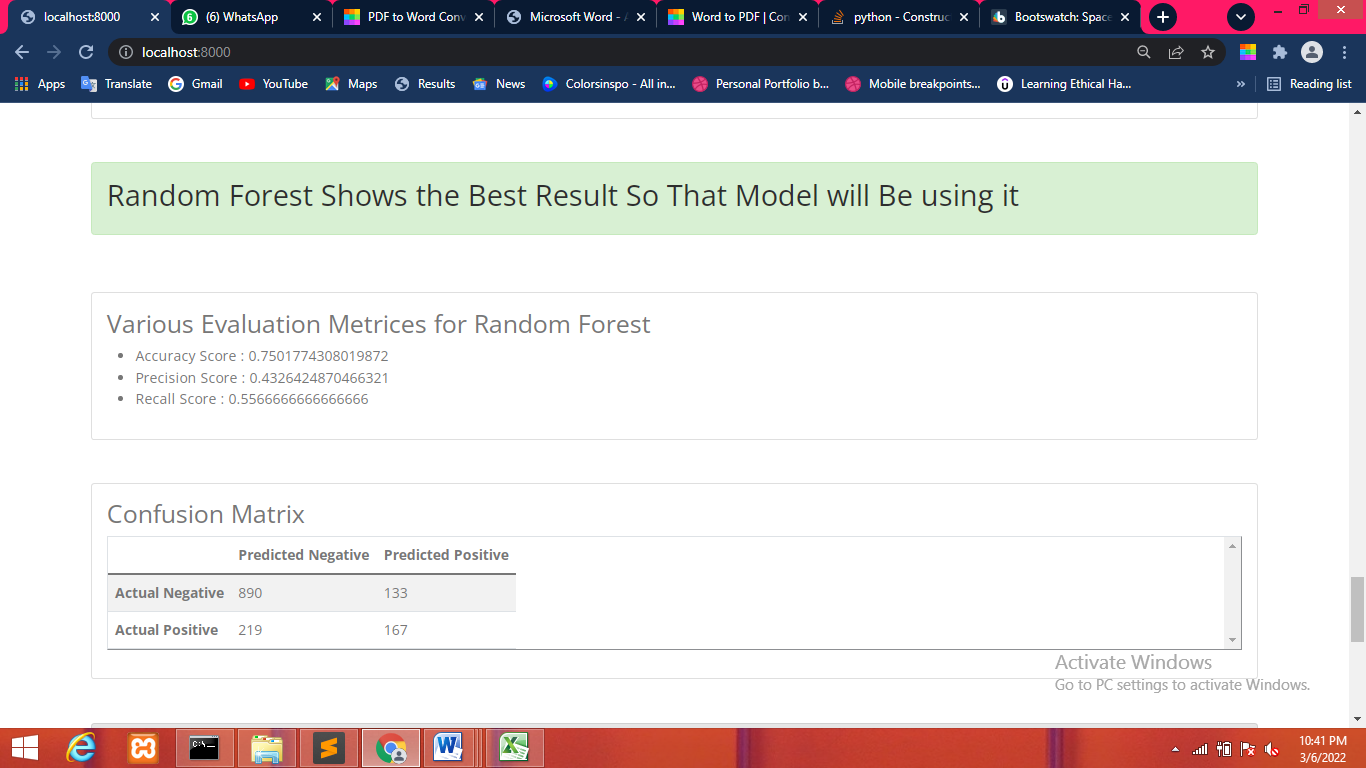 localhost:8000
(6) WhatsApp
PDF to Word Conv
Microsoft Word - A
Word to PDF | Con
python - Construc
Bootswatch: Space
localhost:8000
Apps
Translate
Gmail
YouTube
Maps
Results
News
Colorsinspo - All in...
Personal Portfolio b...
Mobile breakpoints...
Learning Ethical Ha...
»
Reading list
Random Forest Shows the Best Result So That Model will Be using it
Various Evaluation Metrices for Random Forest
• Accuracy Score : 0.7501774308019872
• Precision Score : 0.4326424870466321
• Recall Score : 0.5566666666666666
Confusion Matrix
Predicted Negative Predicted Positive
Actual Negative 890 133
Actual Positive 219 167
Activate Windows
Go to PC settings to activate Windows.
10:41 PM
3/6/2022